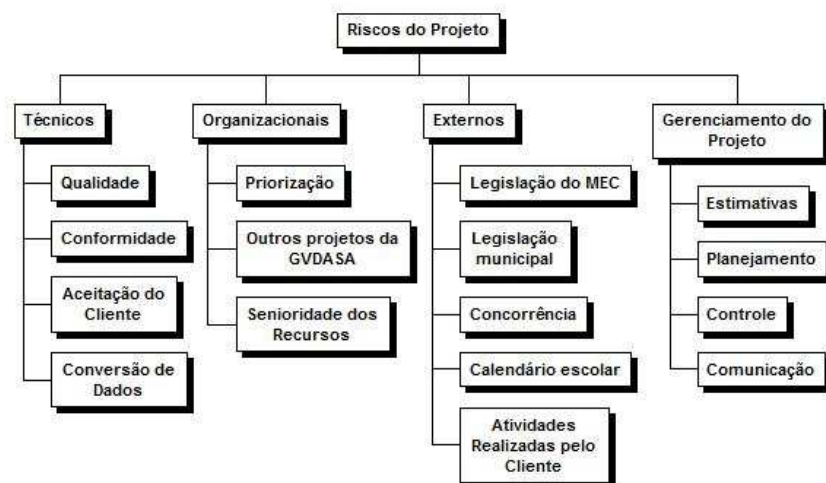 Riscos do Projeto
Técnicos
Qualidade
Conformidade
Aceitação do
Cliente
Conversão de
Dados
Organizacionais
Priorização
Outros projetos da
GVDASA
Senioridade dos
Recursos
Externos
Legislação do MEC
Legislação
municipal
Concorrência
Calendário escolar
Atividades
Realizadas pelo
Cliente
Gerenciamento do
Projeto
Estimativas
Planejamento
Controle
Comunicação